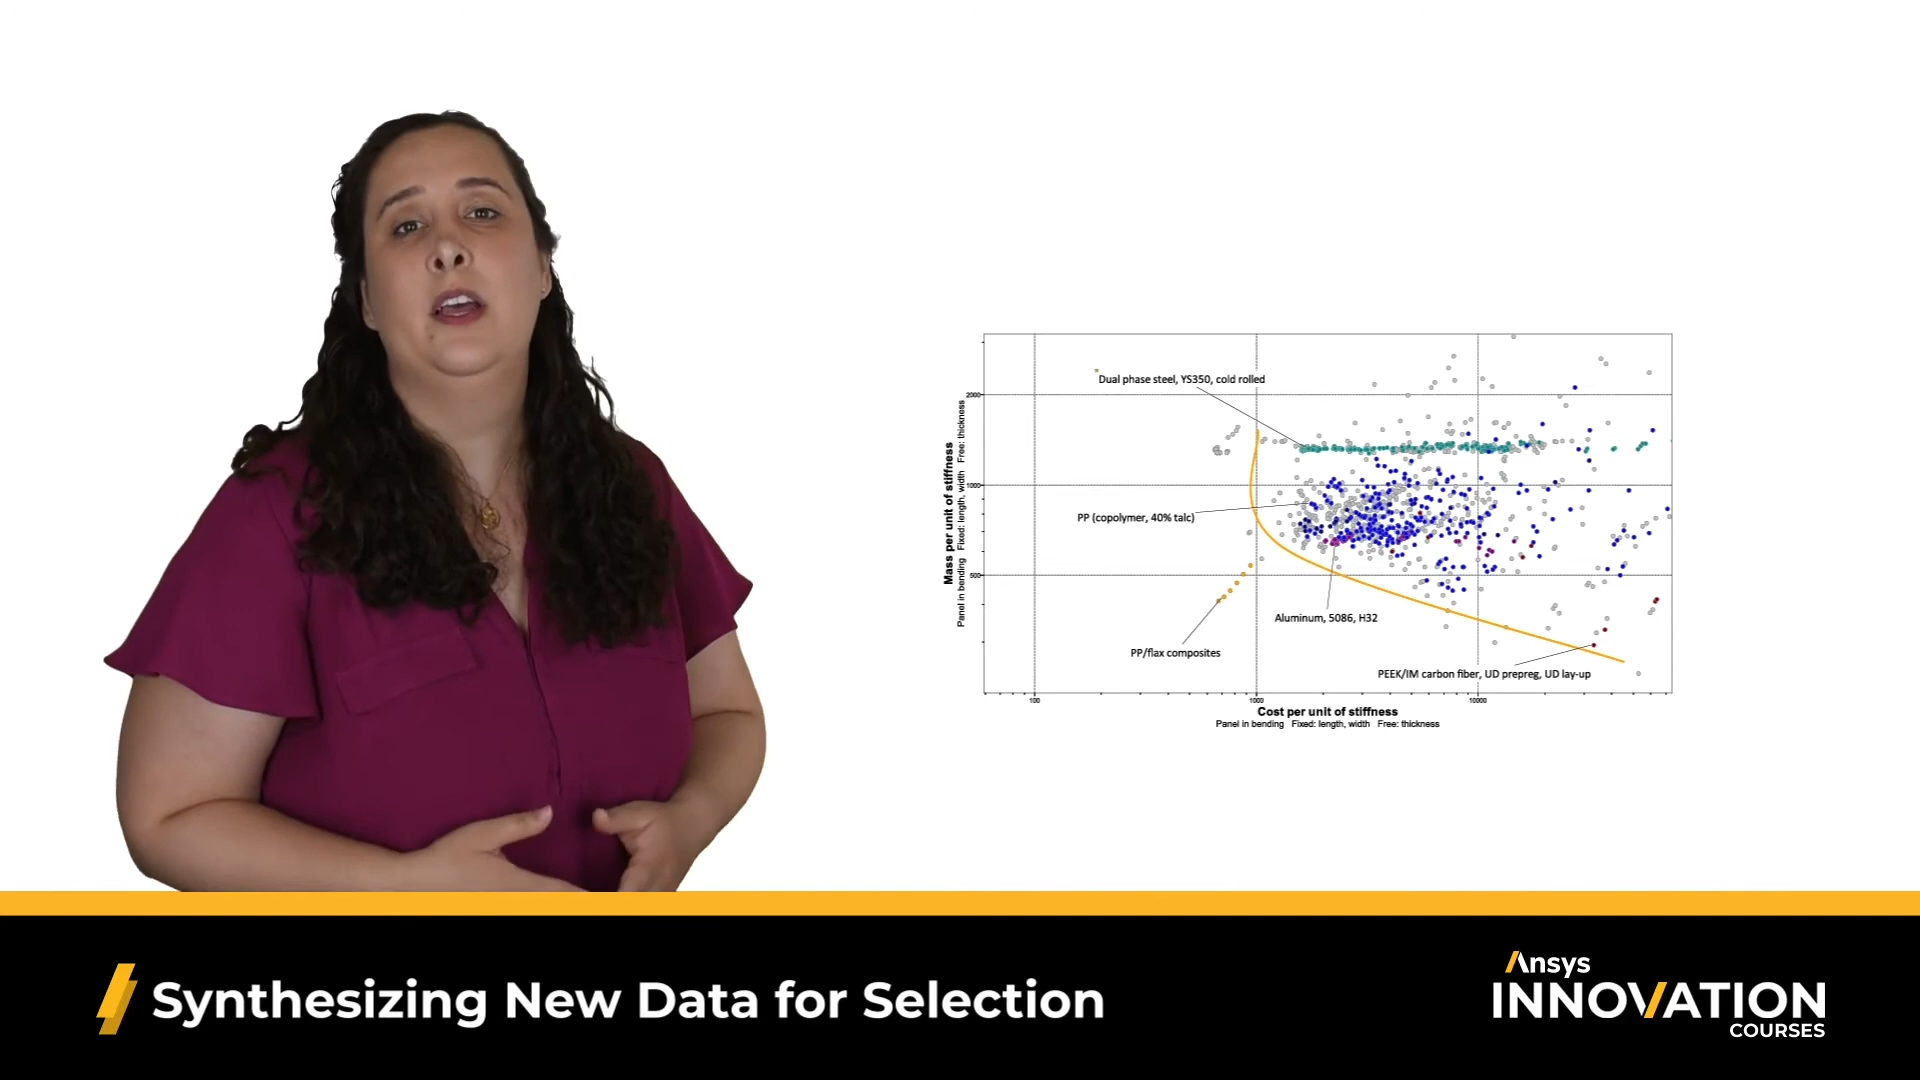 Dual phase steel, YS350, cold rolled
PP (copolymer, 40% talc)
Aluminum, 5086, H32
PP/flax composites
PEEK/IM carbon fiber, UD prepreg, UD lay-up
2000
1000
500
Mass per unit of stiffness
Panel in bending Fixed: length, width Free: thickness
100
1000
10000
Cost per unit of stiffness
Panel in bending Fixed: length, width Free: thickness
Synthesizing New Data for Selection
Ansys
INNOVATION
COURSES